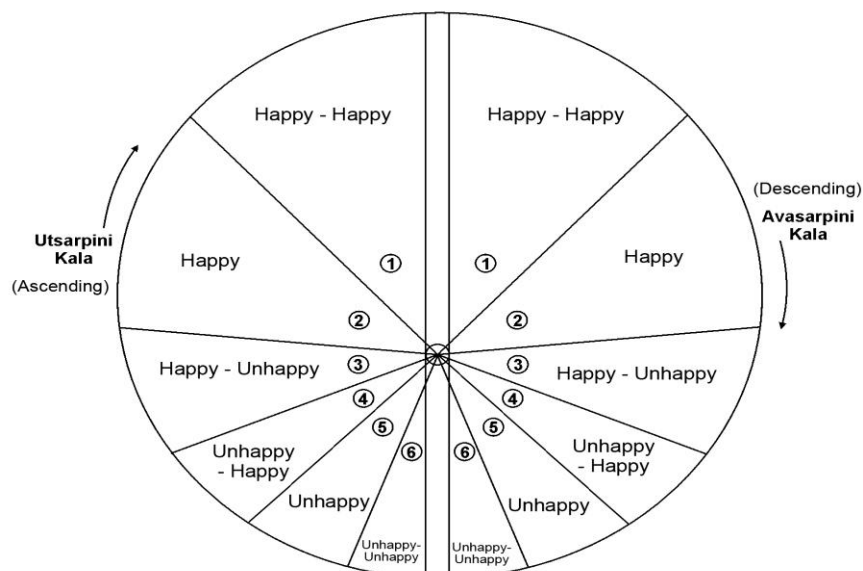 Happy - Happy
Happy - Happy
(Descending)
Avasarpini
Kala
Utsarpini
Kala
(Ascending)
Happy
1
1
Happy
2
2
Happy - Unhappy
3
3
Happy - Unhappy
4
4
Unhappy
- Happy
5
5
Unhappy
- Happy
6
6
Unhappy
Unhappy
Unhappy-
Unhappy
Unhappy-
Unhappy